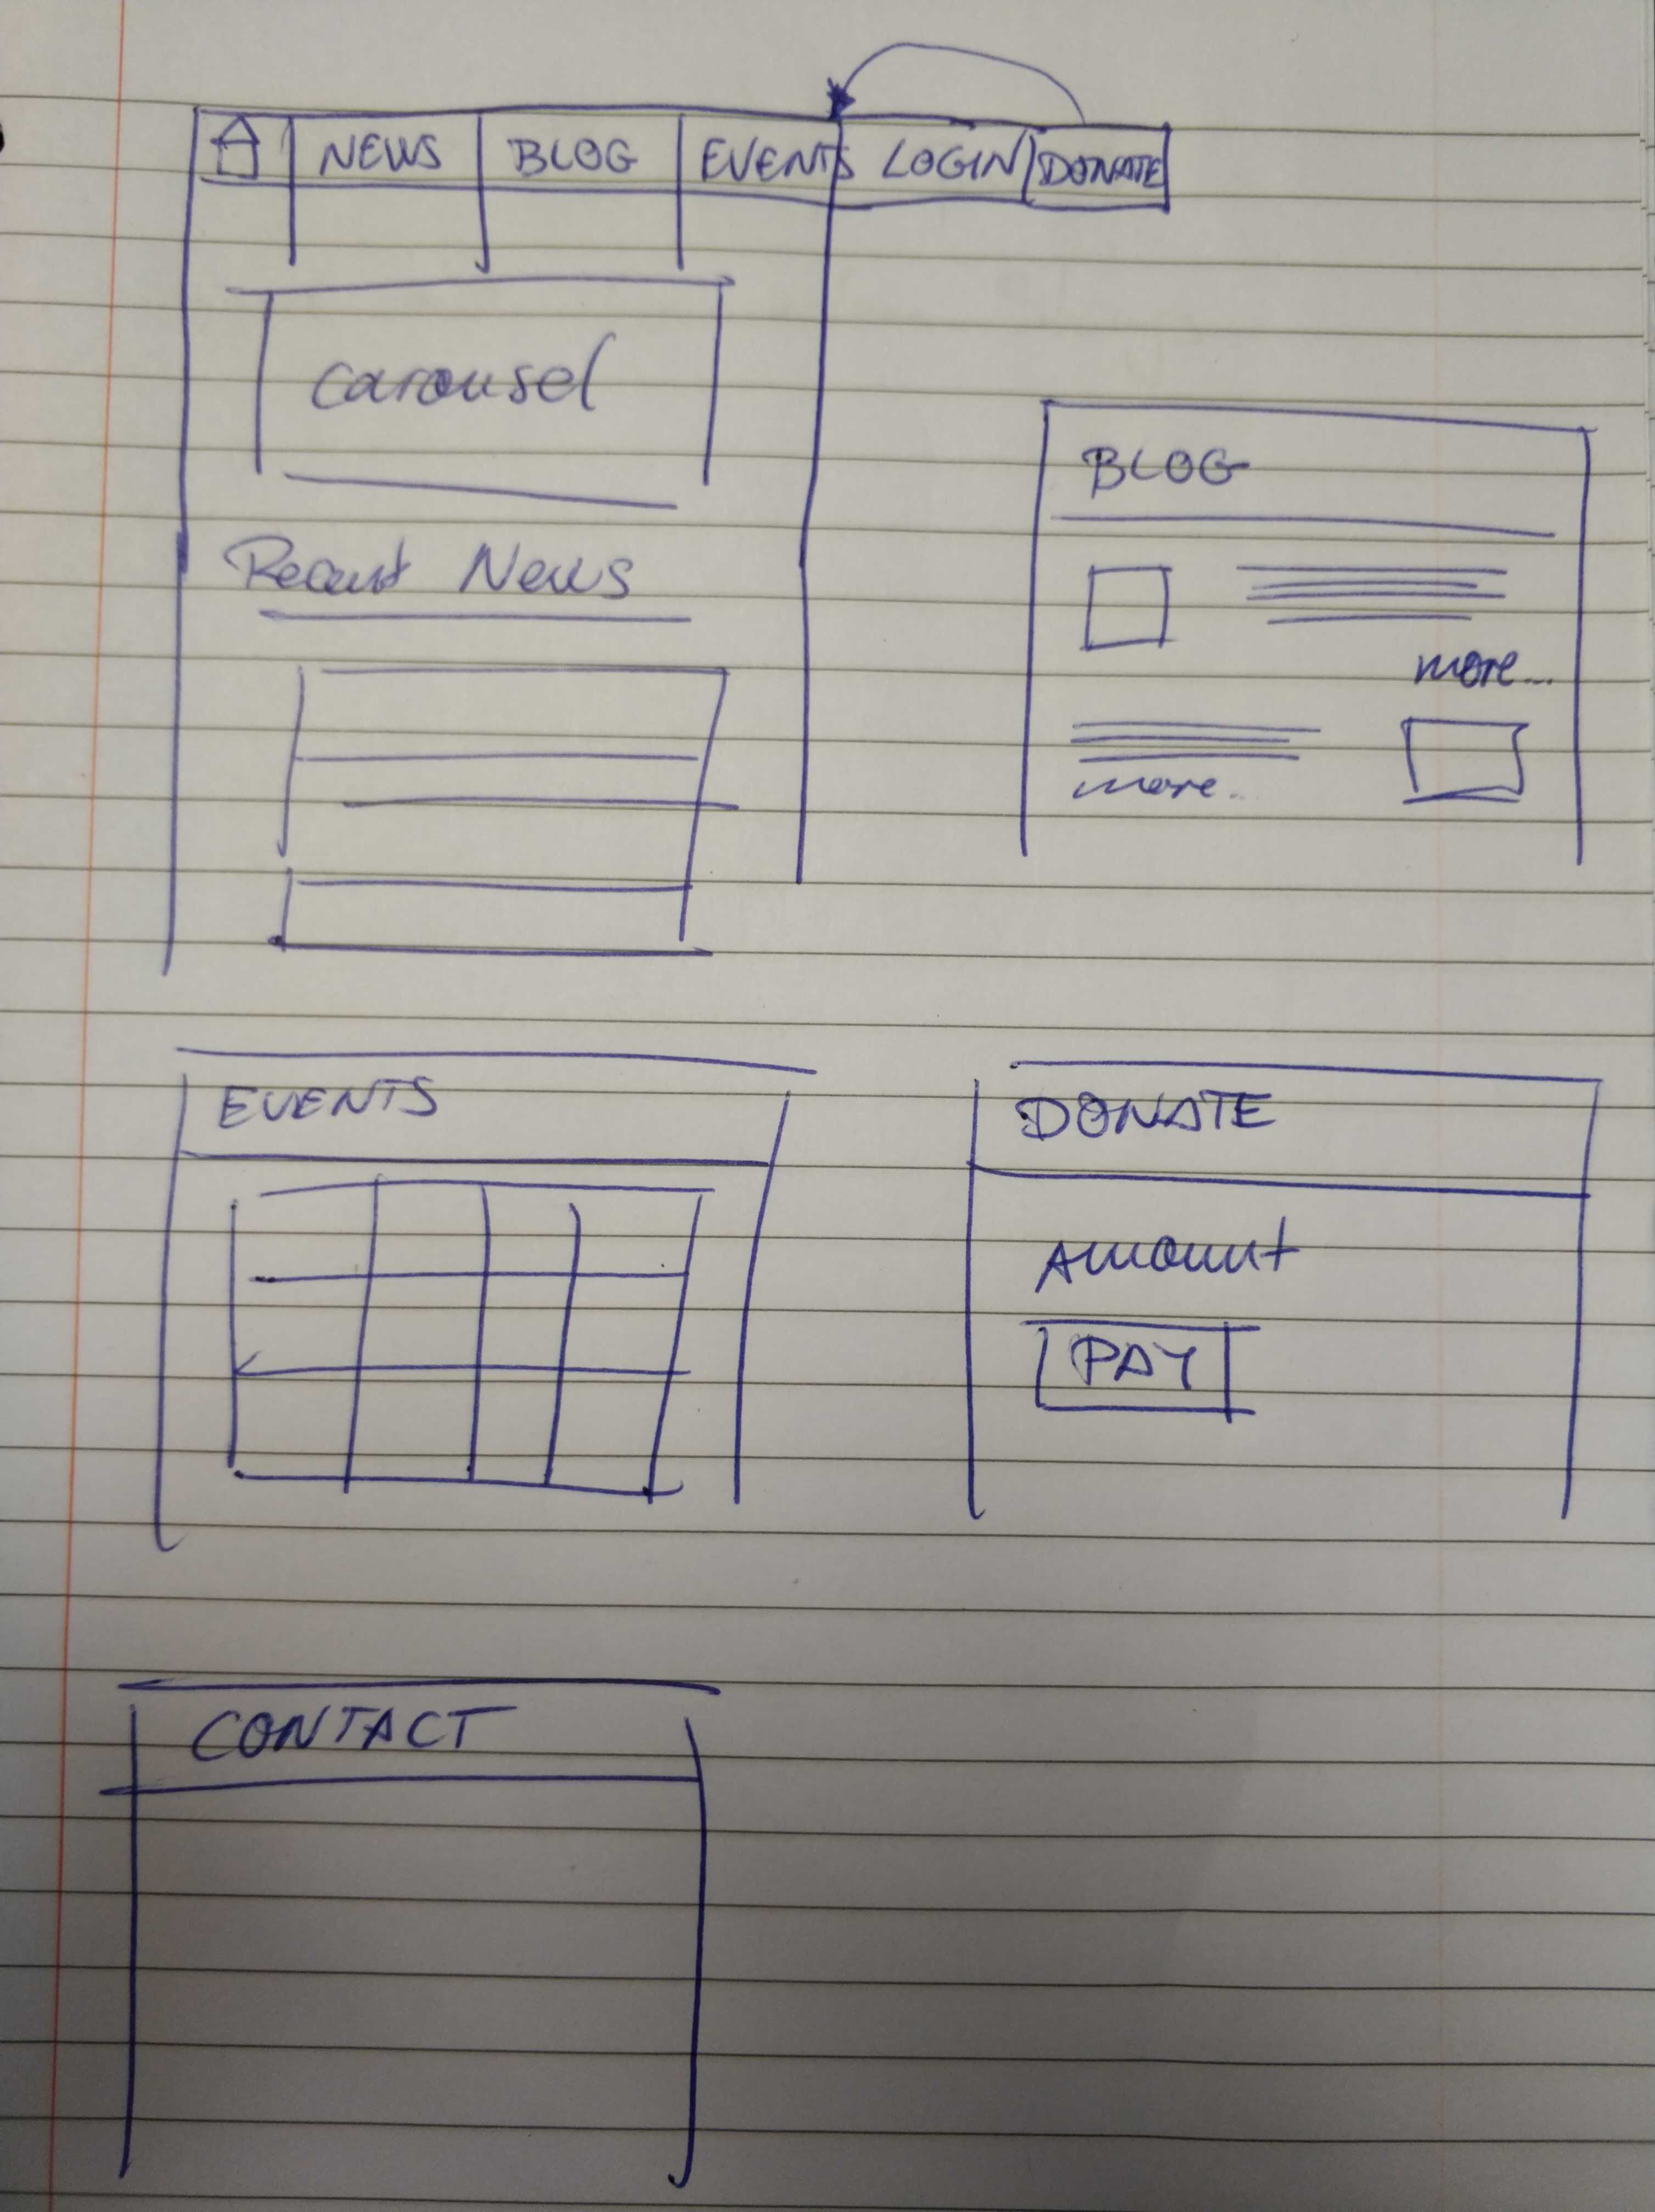 NEWS BLOG EVENTS LOGIN DONATE
carousel
Recent News
BLOG
more...
more..
EVENTS
DONATE
Amount
PAY
CONTACT